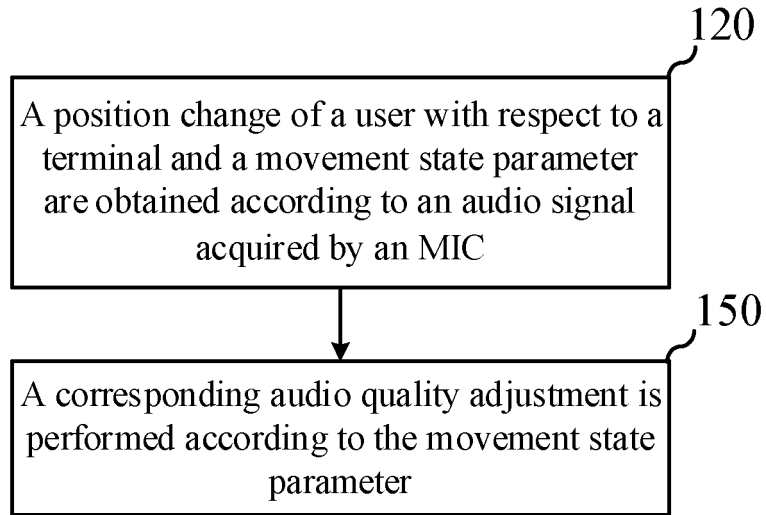 120
A position change of a user with respect to a
terminal and a movement state parameter
are obtained according to an audio signal
acquired by an MIC
150
A corresponding audio quality adjustment is
performed according to the movement state
parameter